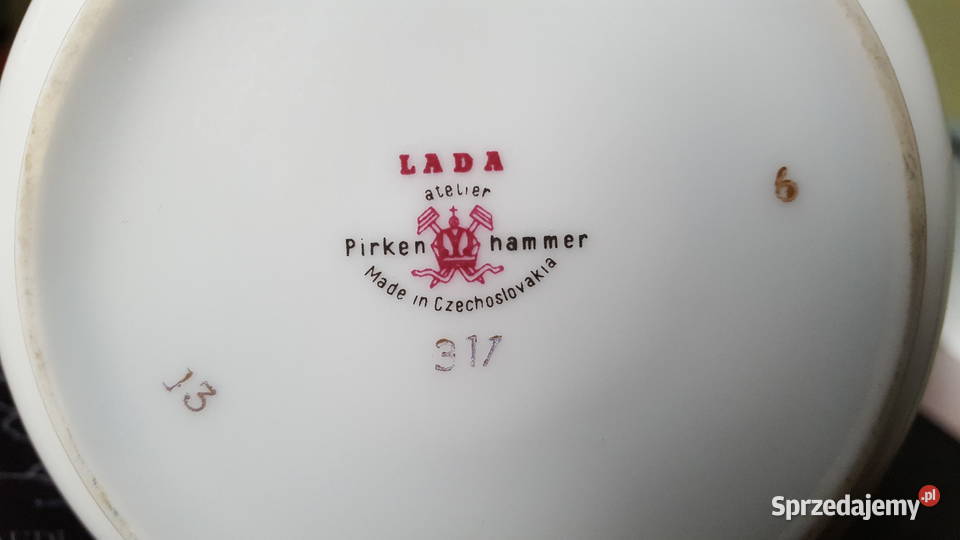 LADA
atelier
Pirken hammer
Made in Czechoslovakia
317
13
6
Sprzedajemy.pl